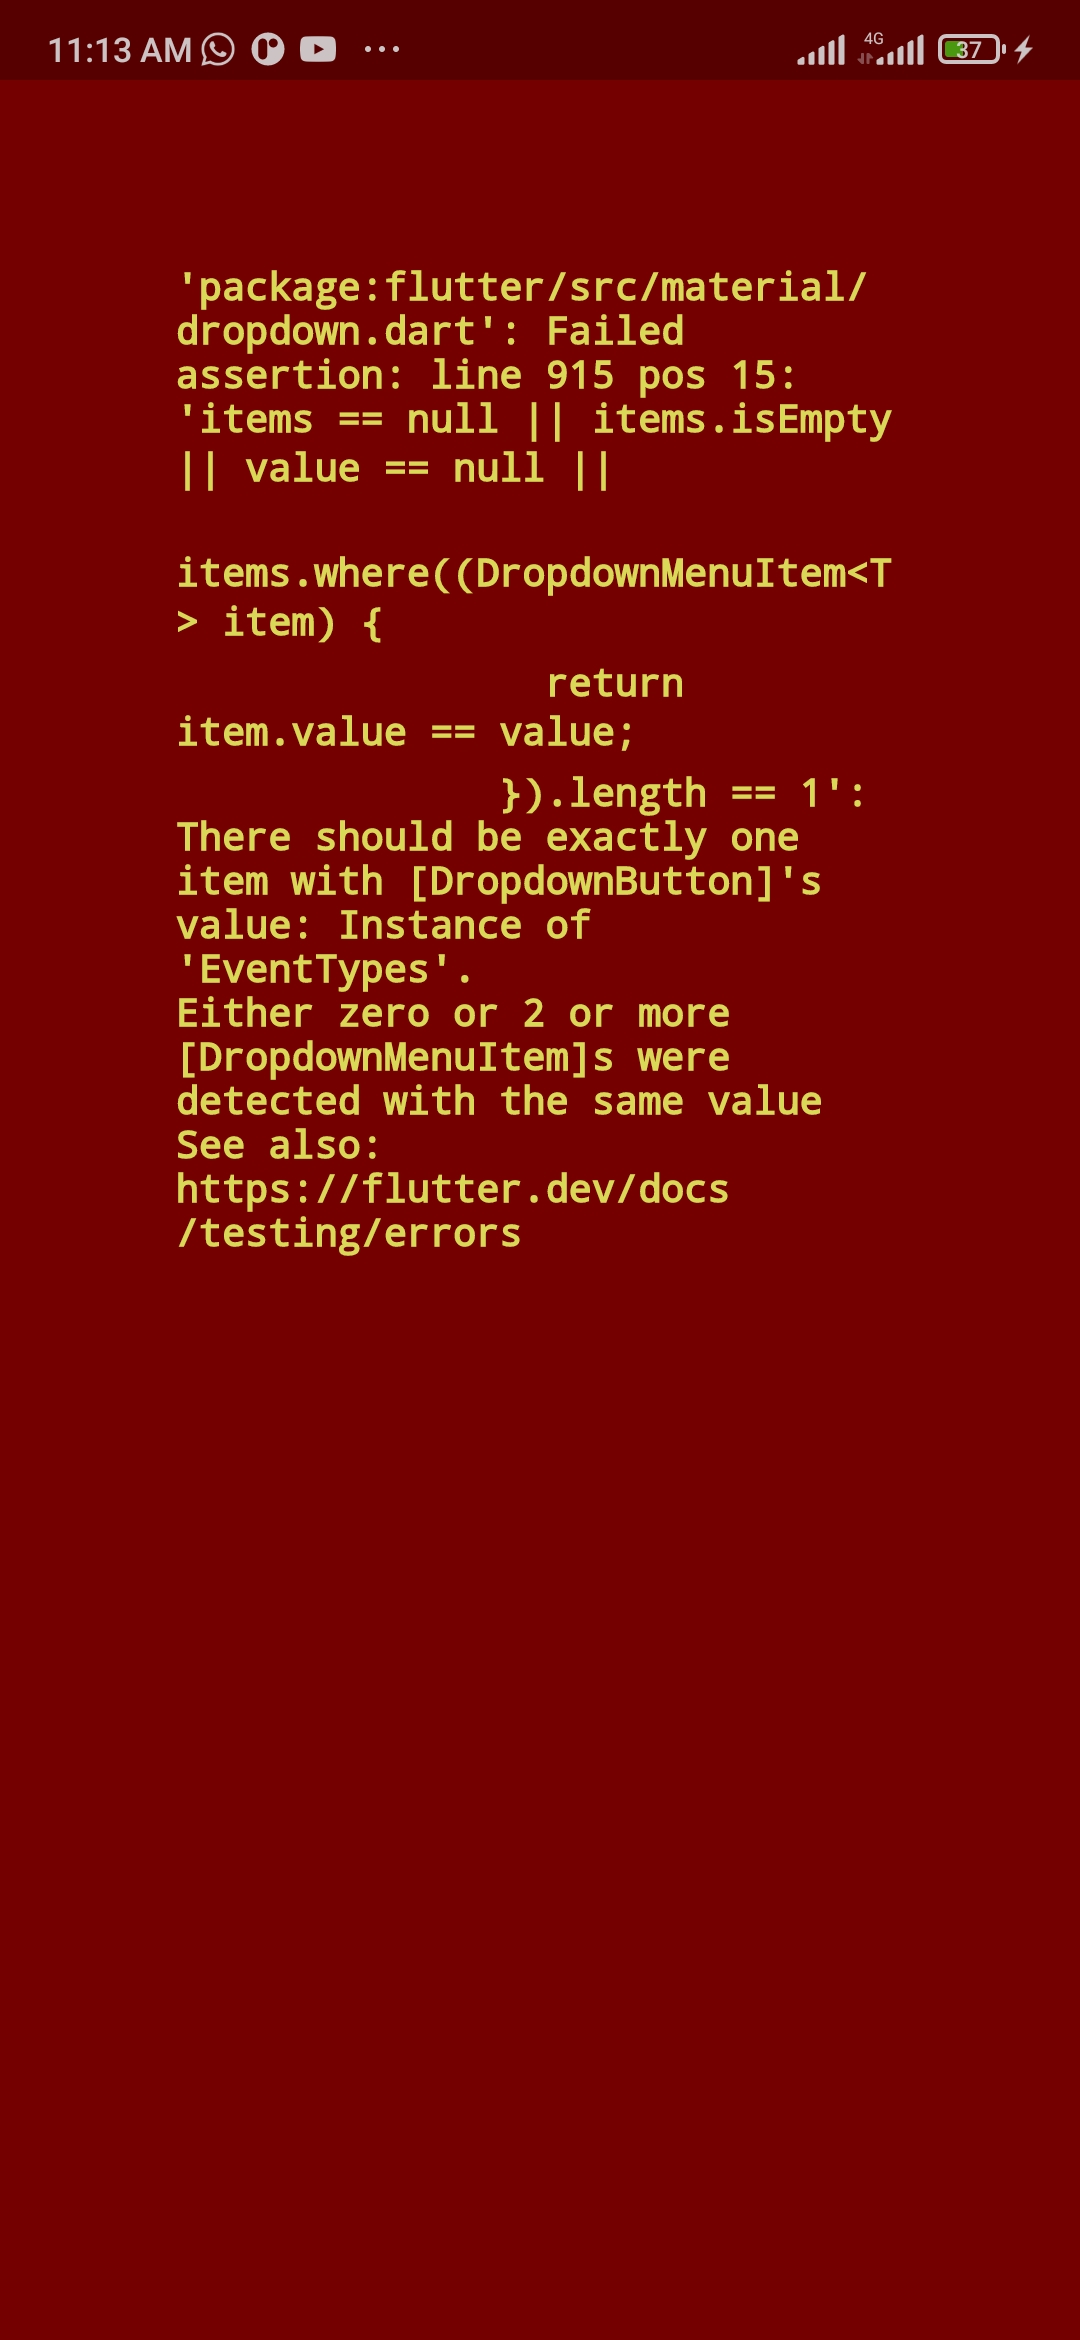 11:13 AM
4G
37
'package:flutter/src/material/
dropdown.dart': Failed
assertion: line 915 pos 15:
'items == null || items.isEmpty
|| value == null ||
items.where((DropdownMenuItem<T
> item) {
return
item.value == value;
}).length == 1':
There should be exactly one
item with [DropdownButton]'s
value: Instance of
'EventTypes'.
Either zero or 2 or more
[DropdownMenuItem]s were
detected with the same value
See also:
https://flutter.dev/docs
/testing/errors